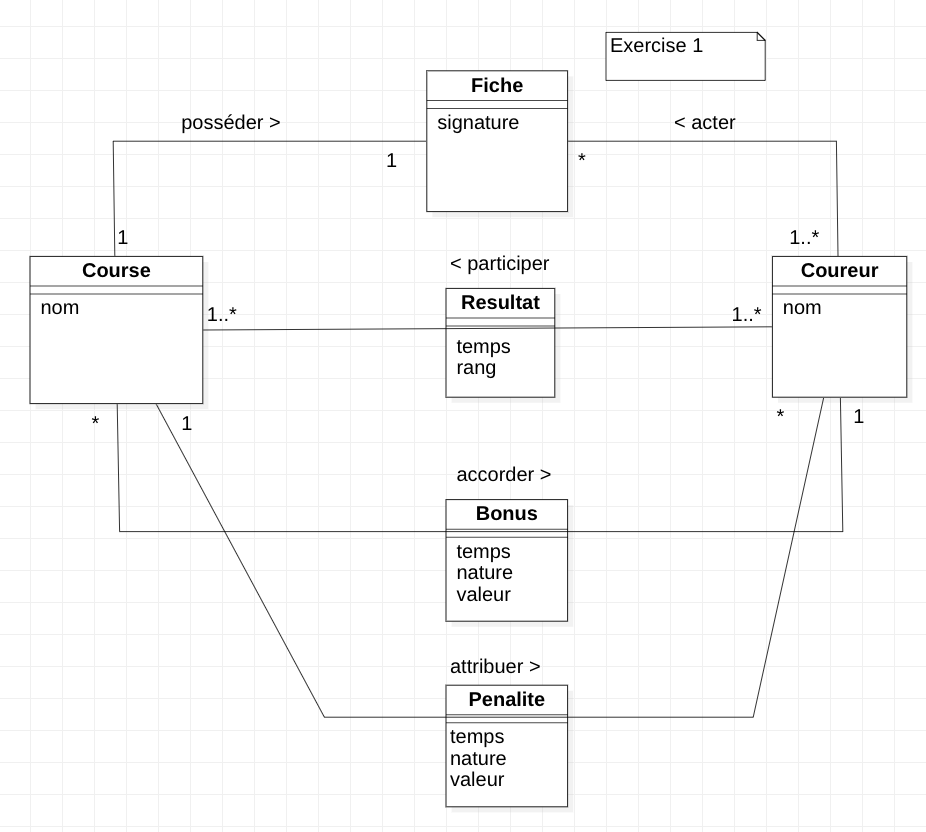 Exercise 1
Fiche
signature
posséder >
< acter
1
*
1
1..*
Course
nom
< participer
Coureur
nom
Resultat
temps
rang
1..*
1..*
*
1
*
1
accorder >
Bonus
temps
nature
valeur
attribuer >
Penalite
temps
nature
valeur